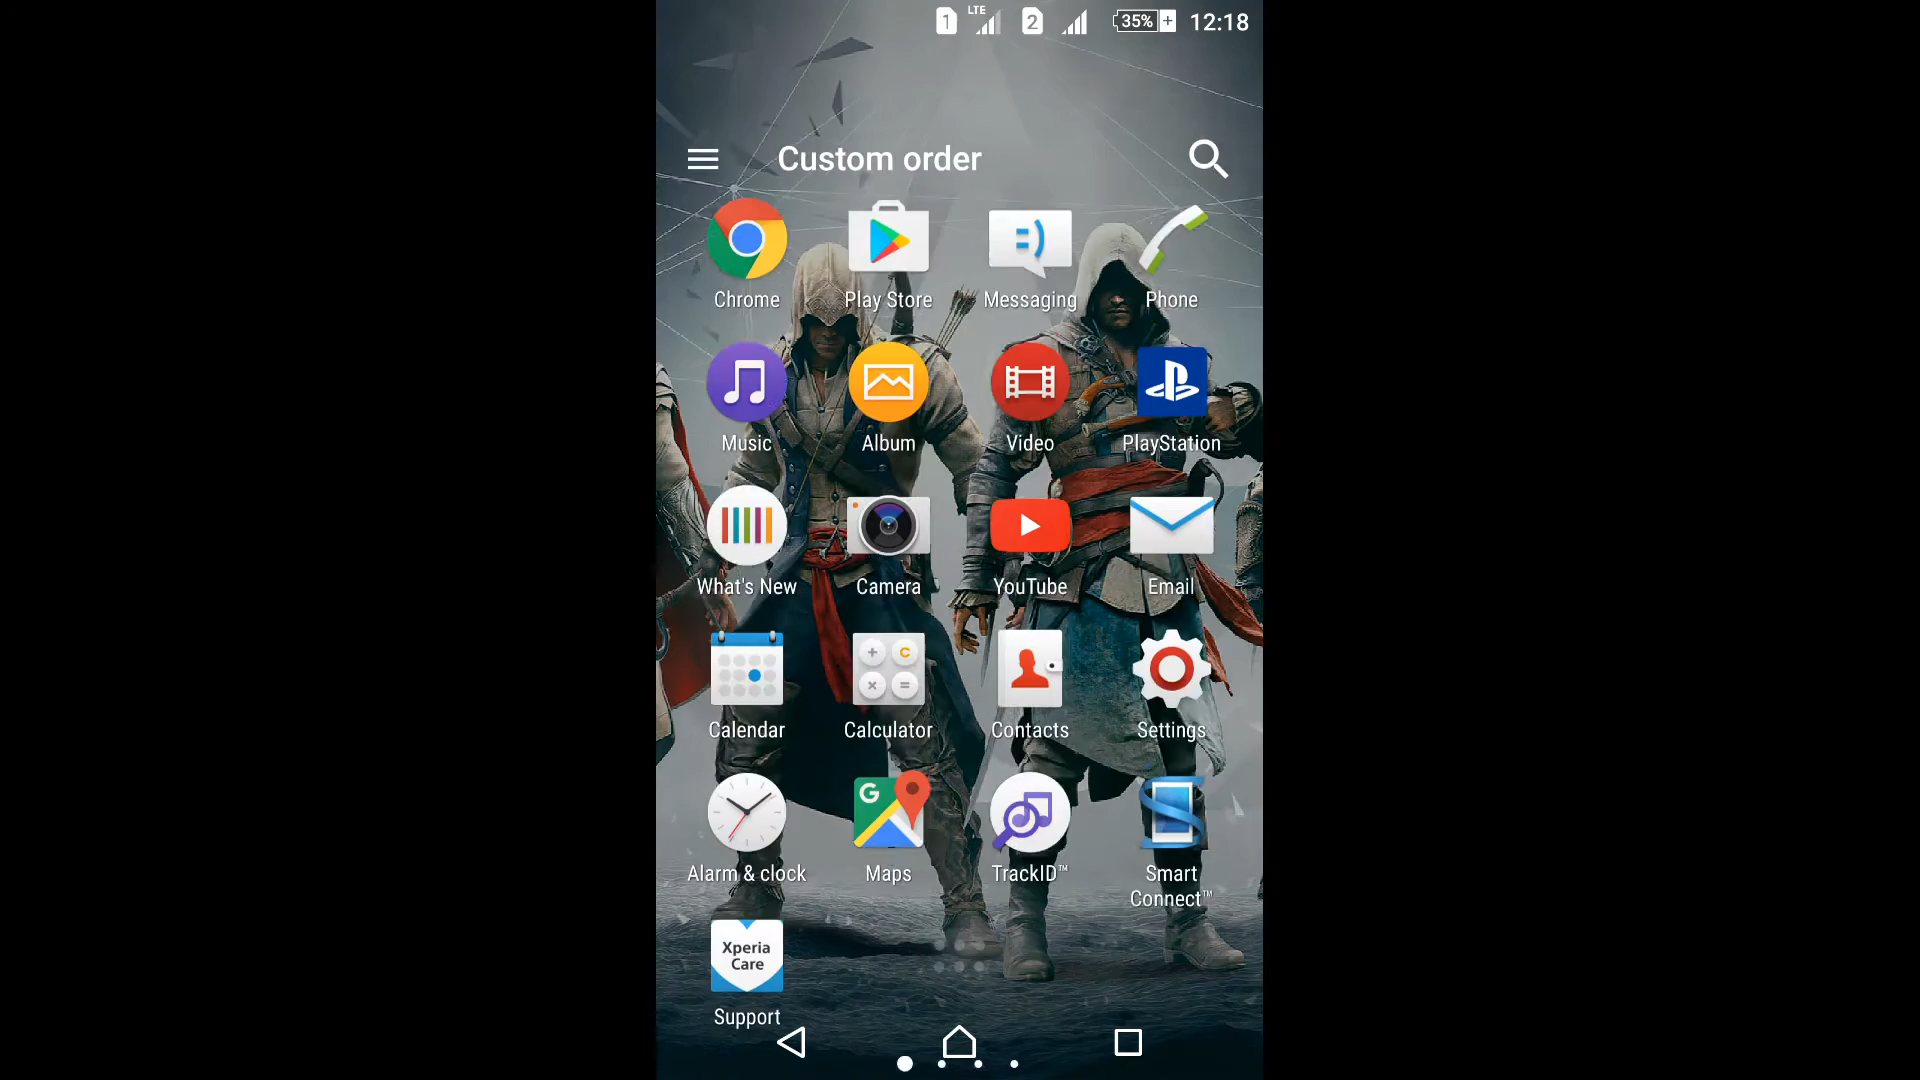 1 LTE 2 35% 12:18
Custom order
Chrome Play Store Messaging Phone
Music Album Video PlayStation
What's New Camera YouTube Email
Calendar Calculator Contacts Settings
G
Alarm & clock Maps TrackID™ Smart Connect™
Xperia
Care
Support